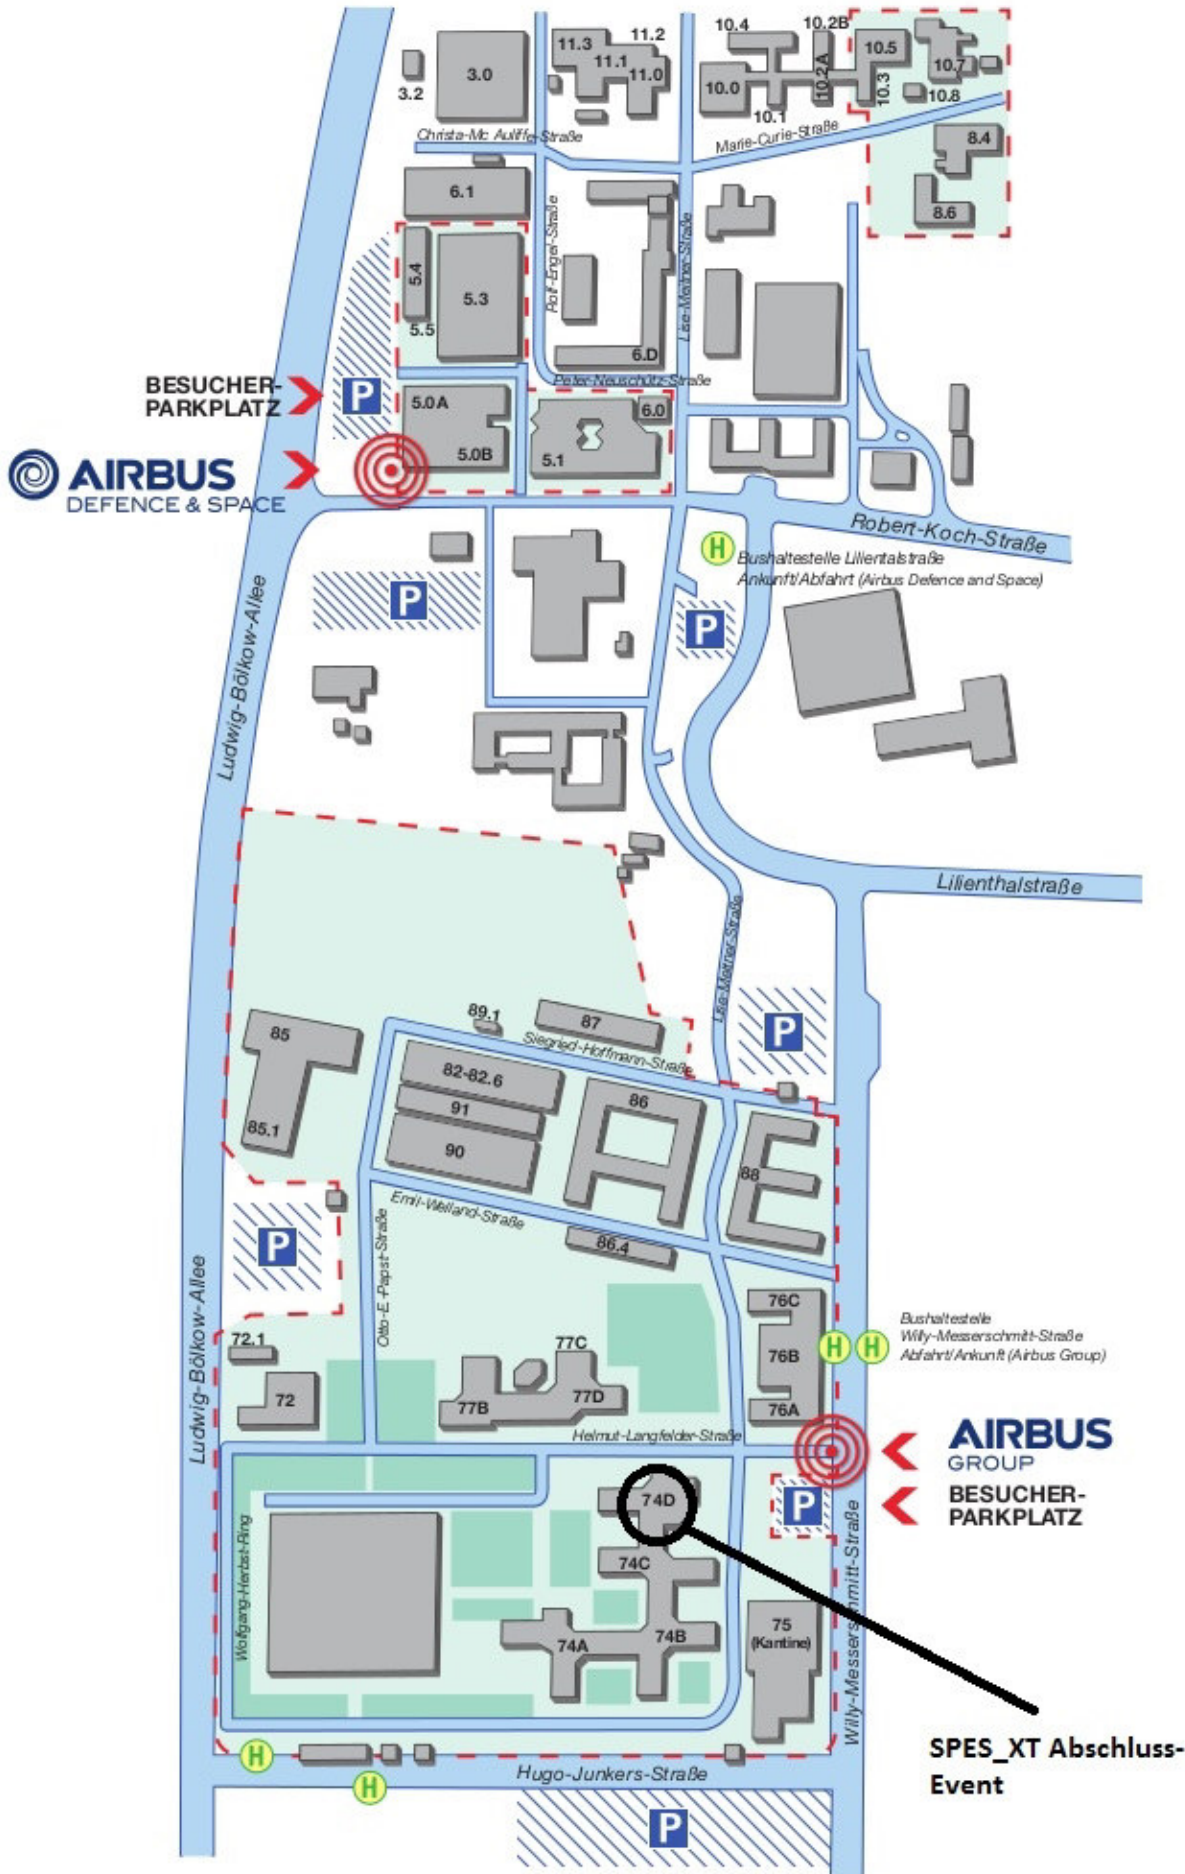 10.4
10.2B
11.3
11.2
11.1
11.0
10.5
10.7
3.0
3.2
10.0
10.2A
10.3
10.8
10.1
Christa-Mc Auliffe-Straße
Marie-Curie-Straße
8.4
6.1
8.6
Rolf-Engel-Straße
Lise-Meitner-Straße
5.4
5.3
5.5
6.D
Peter-Neuschütz-Straße
BESUCHER-
PARKPLATZ
P
5.0A
6.0
5.0B
5.1
AIRBUS
DEFENCE & SPACE
Robert-Koch-Straße
H
Bushaltestelle Lilientalstraße
Ankunft/Abfahrt (Airbus Defence and Space)
P
P
Ludwig-Bölkow-Allee
Lilienthalstraße
Lise-Meitner-Straße
89.1
87
P
85
Siegried-Hoffmann-Straße
82-82.6
86
91
85.1
90
88
Emil-Weiland-Straße
Otto-E.-Papst-Straße
P
86.4
Ludwig-Bölkow-Allee
76C
Bushaltestelle
Willy-Messerschmitt-Straße
Abfahrt/Ankunft (Airbus Group)
H
H
72.1
77C
76B
72
77B
77D
76A
Helmut-Langfelder-Straße
AIRBUS
GROUP
BESUCHER-
PARKPLATZ
P
74D
74C
Wolfgang-Herbst-Ring
Willy-Messerschmitt-Straße
75
(Kantine)
74A
74B
SPES_XT Abschluss-
Event
H
H
Hugo-Junkers-Straße
P